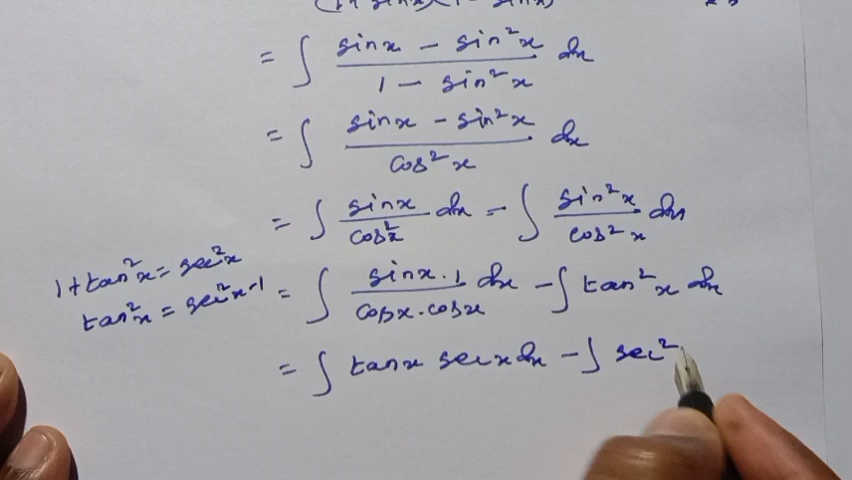 = ∫ (sinx − sin²x)/(1 − sin²x) dx
= ∫ (sinx − sin²x)/(cos²x) dx
= ∫ sinx/cos²x dx − ∫ sin²x/cos²x dx
1 + tan²x = sec²x
tan²x = sec²x − 1
= ∫ (sinx · 1)/(cosx · cosx) dx − ∫ tan²x dx
= ∫ tanx secx dx − ∫ sec²